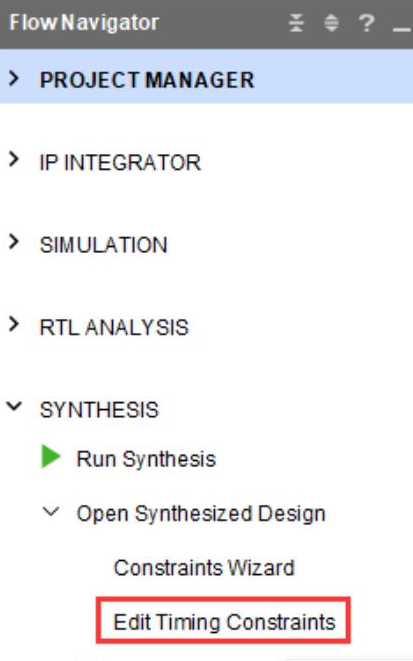 Flow Navigator ?
PROJECT MANAGER
IP INTEGRATOR
SIMULATION
RTL ANALYSIS
SYNTHESIS
Run Synthesis
Open Synthesized Design
Constraints Wizard
Edit Timing Constraints